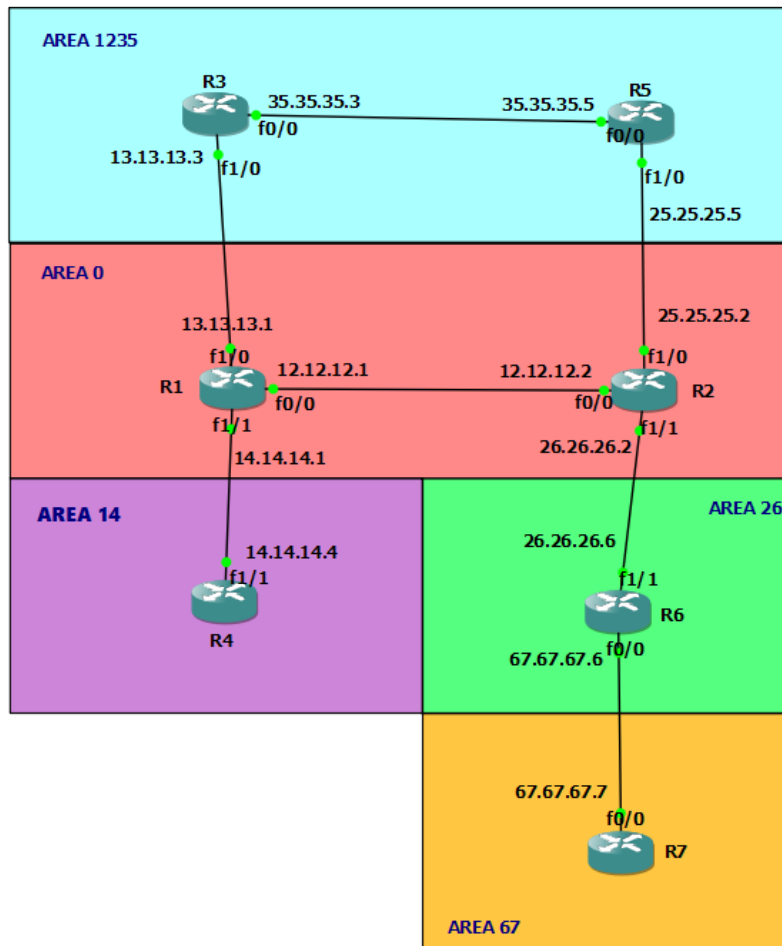 AREA 1235
R3
35.35.35.3
35.35.35.5
R5
f0/0
f0/0
13.13.13.3
f1/0
f1/0
25.25.25.5
AREA 0
13.13.13.1
25.25.25.2
f1/0
f1/0
R1
12.12.12.1
12.12.12.2
R2
f0/0
f0/0
f1/1
f1/1
14.14.14.1
26.26.26.2
AREA 14
AREA 26
14.14.14.4
26.26.26.6
f1/1
f1/1
R4
R6
f0/0
67.67.67.6
67.67.67.7
f0/0
R7
AREA 67